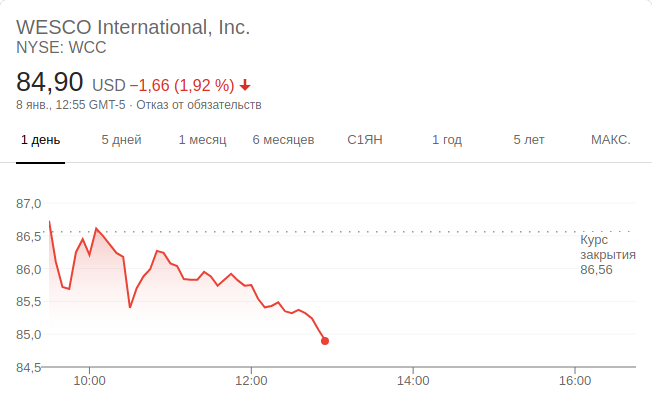 WESCO International, Inc.
NYSE: WCC
84,90 USD −1,66 (1,92 %)
8 янв., 12:55 GMT-5 · Отказ от обязательств
1 день 5 дней 1 месяц 6 месяцев С1ЯН 1 год 5 лет МАКС.
87,0
86,5
Курс
закрытия
86,56
86,0
85,5
85,0
84,5
10:00 12:00 14:00 16:00